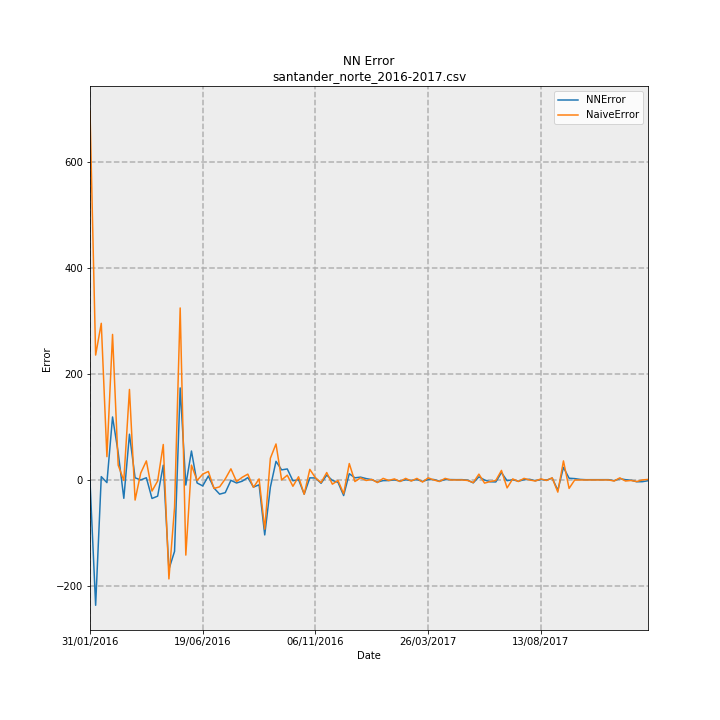 NN Error
santander_norte_2016-2017.csv
NNError
NaiveError
600
400
200
0
−200
Error
31/01/2016
19/06/2016
06/11/2016
26/03/2017
13/08/2017
Date